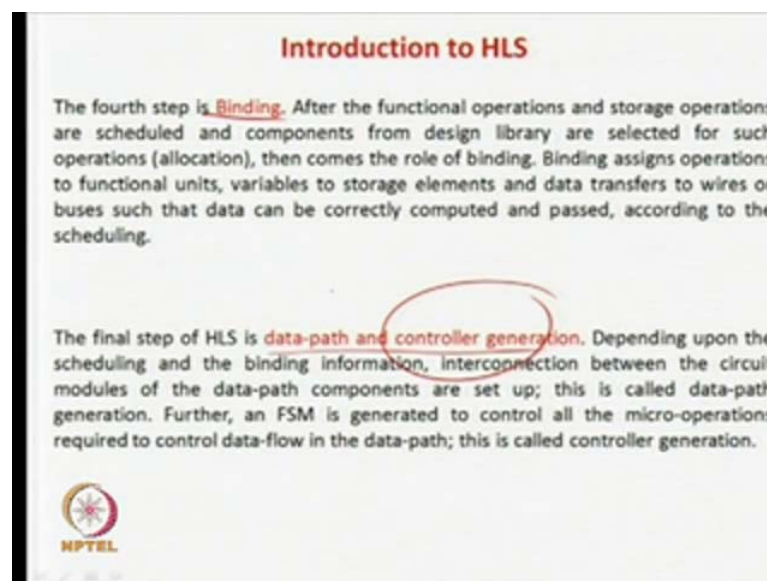 Introduction to HLS
The fourth step is Binding. After the functional operations and storage operation
are scheduled and components from design library are selected for such
operations (allocation), then comes the role of binding. Binding assigns operation
to functional units, variables to storage elements and data transfers to wires o
buses such that data can be correctly computed and passed, according to the
scheduling.
The final step of HLS is data-path and controller generation. Depending upon the
scheduling and the binding information, interconnection between the circui
modules of the data-path components are set up; this is called data-path
generation. Further, an FSM is generated to control all the micro-operation
required to control data-flow in the data-path; this is called controller generation.
NPTEL